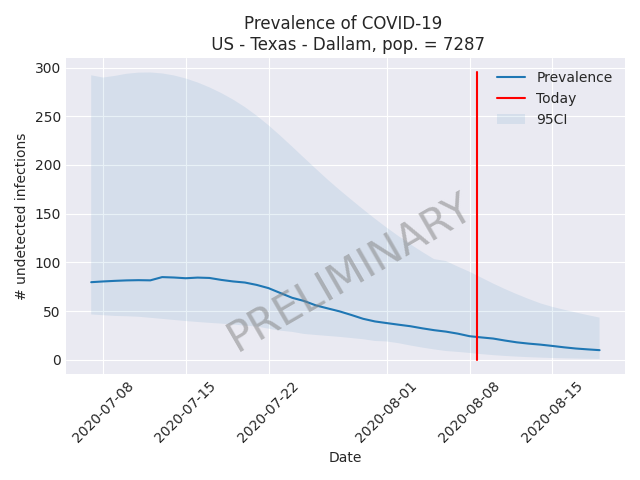 Prevalence of COVID-19
US - Texas - Dallam, pop. = 7287
# undetected infections
300
250
200
150
100
50
0
Prevalence
Today
95CI
PRELIMINARY
2020-07-08
2020-07-15
2020-07-22
2020-08-01
2020-08-08
2020-08-15
Date